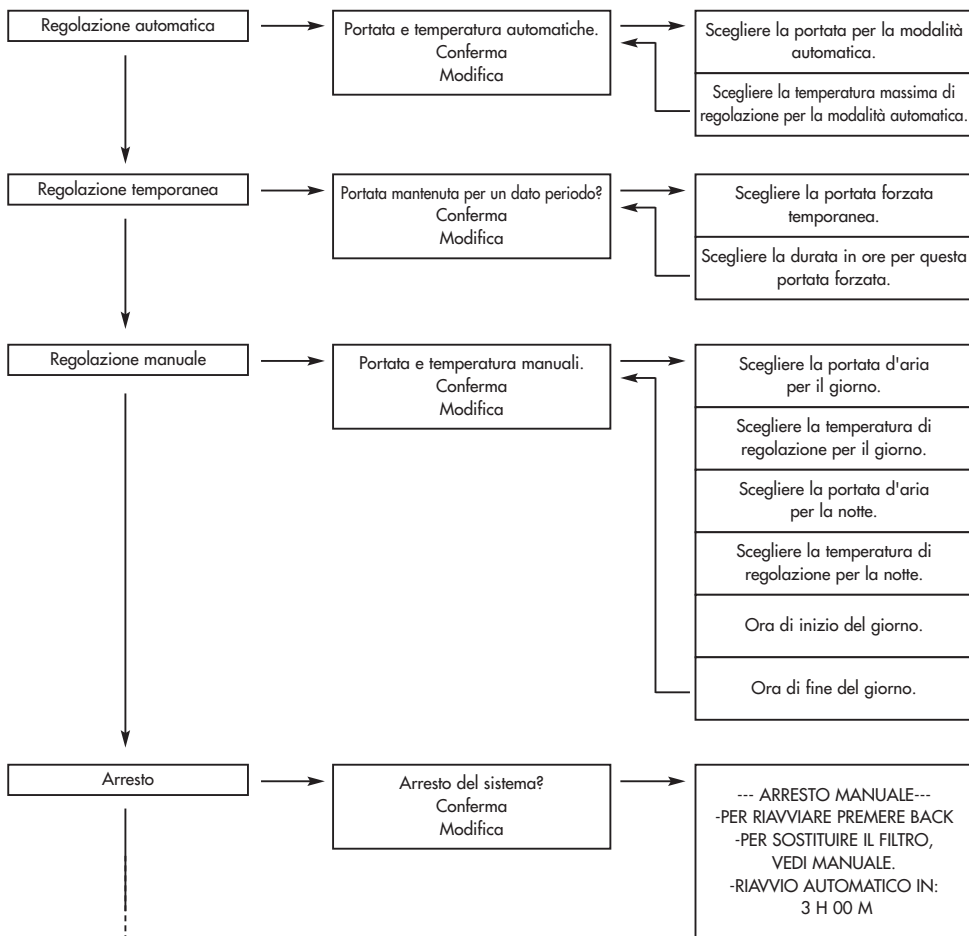 Regolazione automatica
Portata e temperatura automatiche.
Conferma
Modifica
Scegliere la portata per la modalità
automatica.
Scegliere la temperatura massima di
regolazione per la modalità automatica.
Regolazione temporanea
Portata mantenuta per un dato periodo?
Conferma
Modifica
Scegliere la portata forzata
temporanea.
Scegliere la durata in ore per questa
portata forzata.
Regolazione manuale
Portata e temperatura manuali.
Conferma
Modifica
Scegliere la portata d'aria
per il giorno.
Scegliere la temperatura di
regolazione per il giorno.
Scegliere la portata d'aria
per la notte.
Scegliere la temperatura di
regolazione per la notte.
Ora di inizio del giorno.
Ora di fine del giorno.
Arresto
Arresto del sistema?
Conferma
Modifica
--- ARRESTO MANUALE---
-PER RIAVVIARE PREMERE BACK
-PER SOSTITUIRE IL FILTRO,
VEDI MANUALE.
-RIAVVIO AUTOMATICO IN:
3 H 00 M